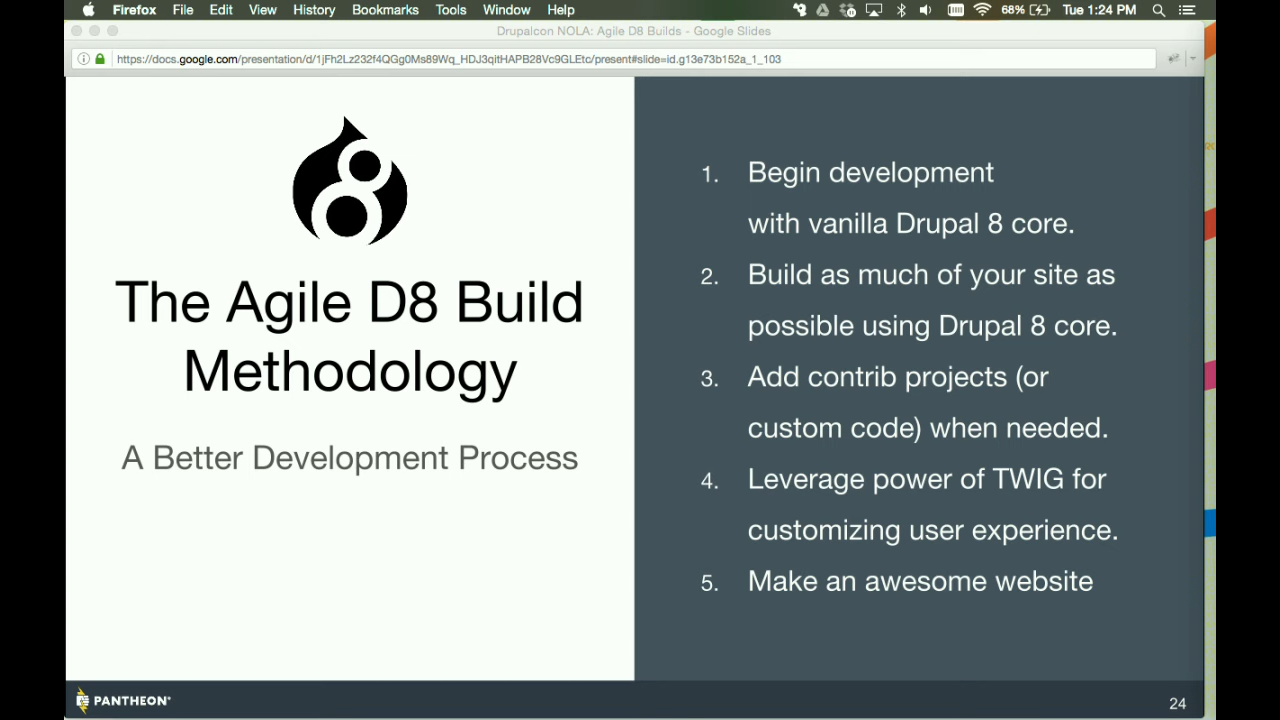 Firefox File Edit View History Bookmarks Tools Window Help 68% Tue 1:24 PM
Drupalcon NOLA: Agile D8 Builds - Google Slides
https://docs.google.com/presentation/d/1jFh2Lz232f4QGg0Ms89Wq_HDJ3qitHAPB28Vc9GLEtc/present#slide=id.g13e73b152a_1_103
8
The Agile D8 Build
Methodology
A Better Development Process
1. Begin development
with vanilla Drupal 8 core.
2. Build as much of your site as
possible using Drupal 8 core.
3. Add contrib projects (or
custom code) when needed.
4. Leverage power of TWIG for
customizing user experience.
5. Make an awesome website
PANTHEON®
24